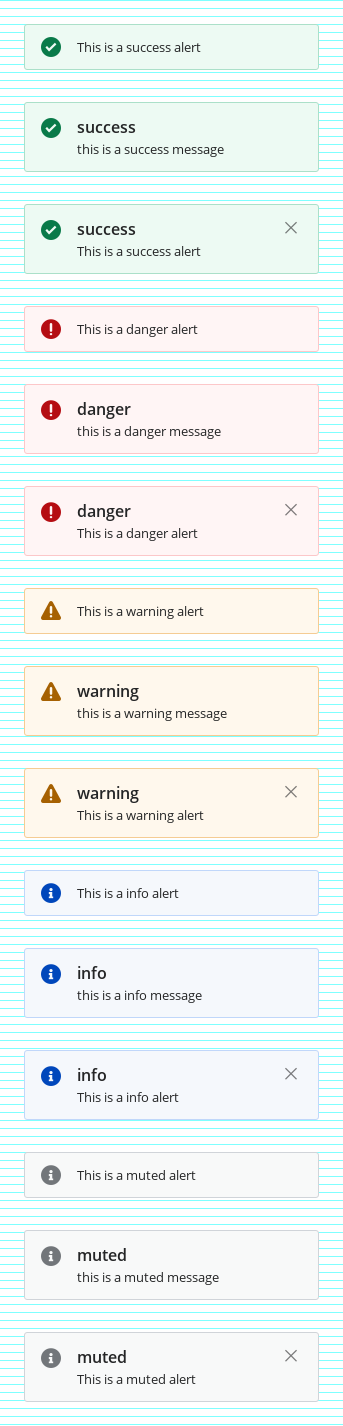 This is a success alert
success
this is a success message
success
This is a success alert
This is a danger alert
danger
this is a danger message
danger
This is a danger alert
This is a warning alert
warning
this is a warning message
warning
This is a warning alert
This is a info alert
info
this is a info message
info
This is a info alert
This is a muted alert
muted
this is a muted message
muted
This is a muted alert